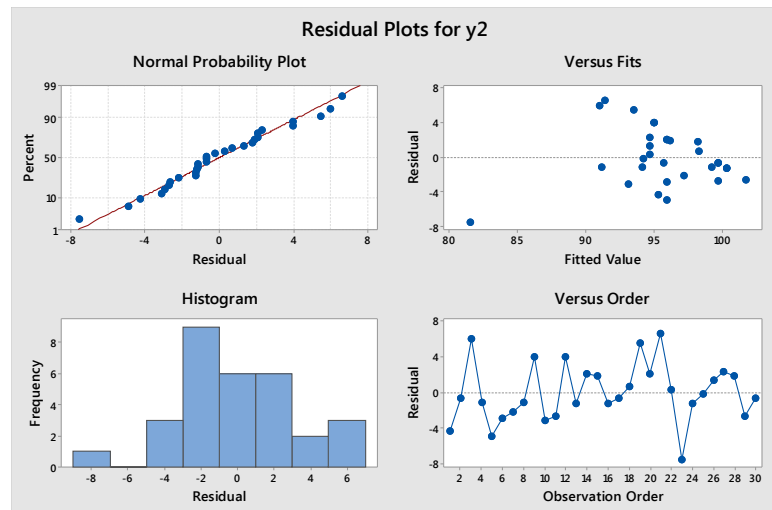 Residual Plots for y2
Normal Probability Plot
Percent
99
90
50
10
1
-8 -4 0 4 8
Residual
Versus Fits
Residual
8
4
0
-4
-8
80 85 90 95 100
Fitted Value
Histogram
Frequency
8
6
4
2
0
-8 -6 -4 -2 0 2 4 6
Residual
Versus Order
Residual
8
4
0
-4
-8
2 4 6 8 10 12 14 16 18 20 22 24 26 28 30
Observation Order